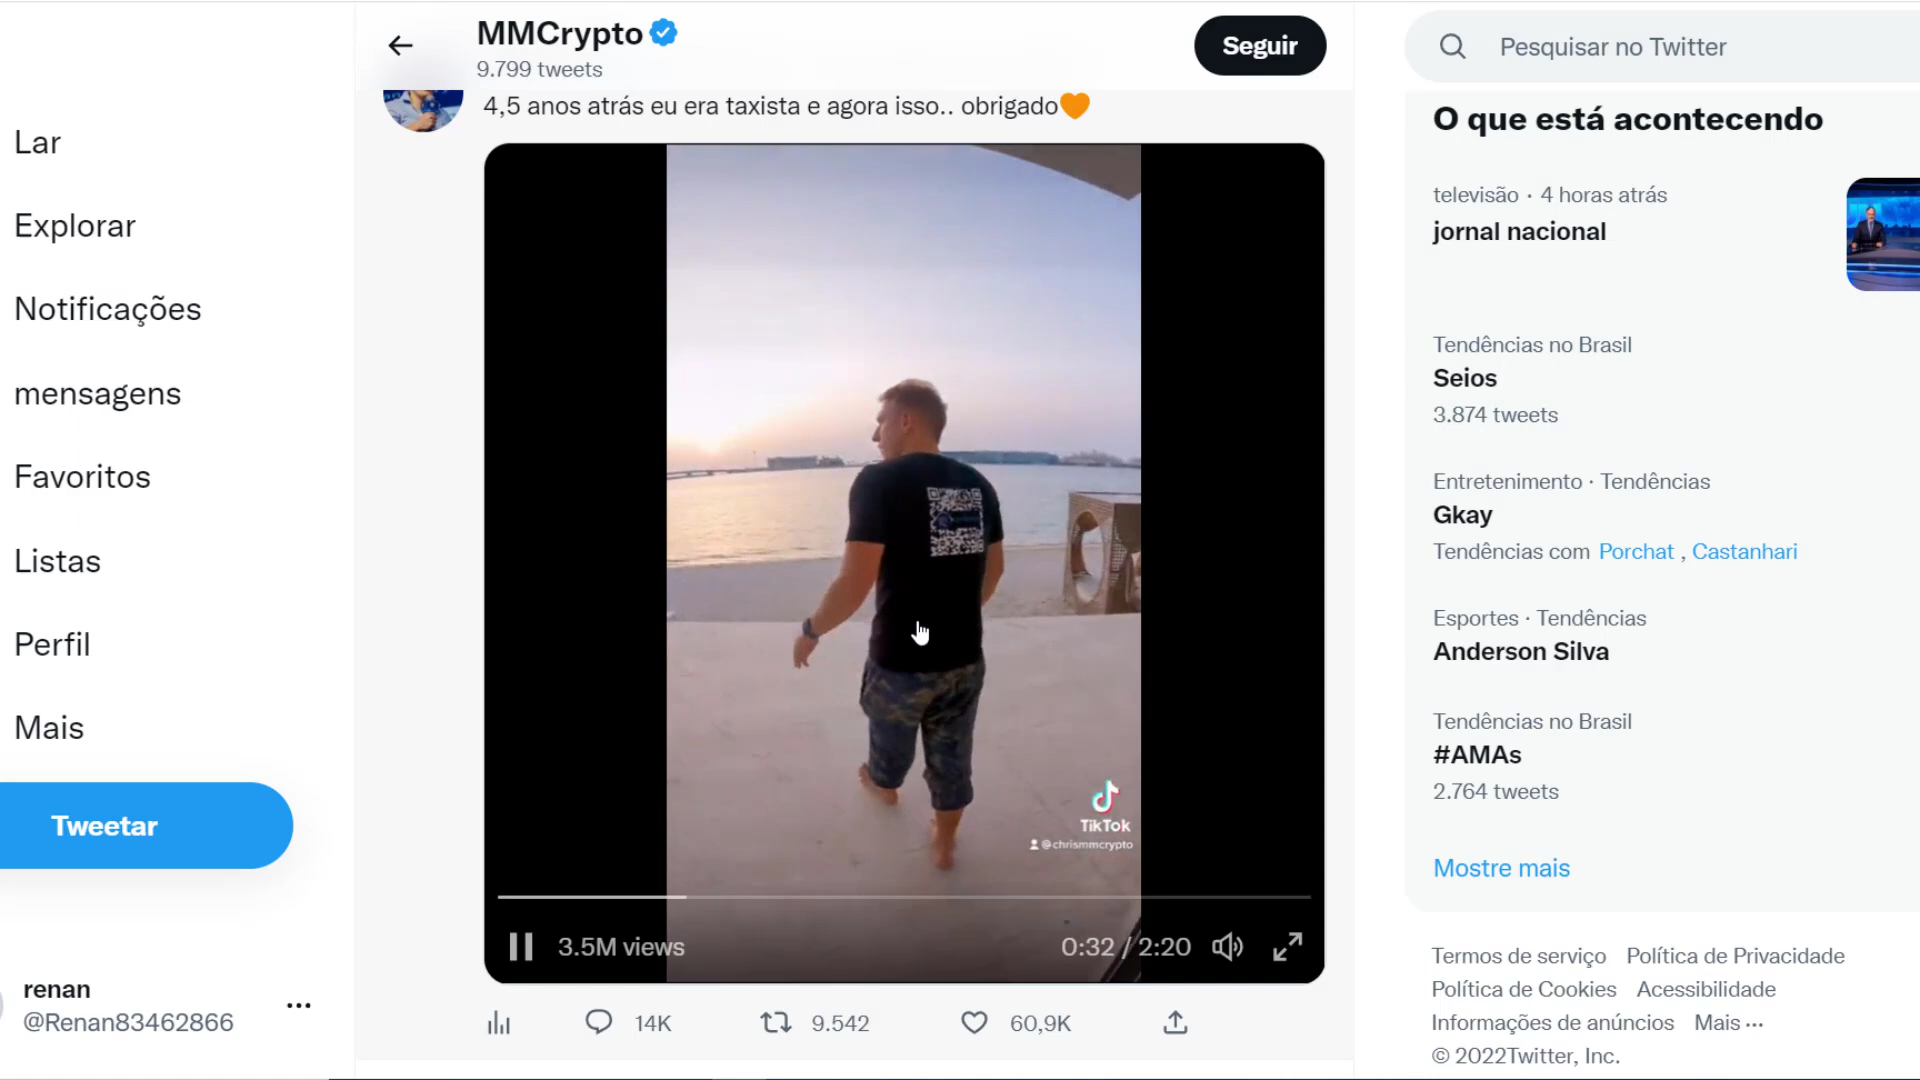 MMCrypto
9.799 tweets
Seguir
Pesquisar no Twitter
Lar
Explorar
Notificações
mensagens
Favoritos
Listas
Perfil
Mais
Tweetar
renan
@Renan83462866
4,5 anos atrás eu era taxista e agora isso.. obrigado🧡
TikTok
@chrismmcrypto
3.5M views
0:32 / 2:20
14K
9.542
60,9K
O que está acontecendo
televisão · 4 horas atrás
jornal nacional
Tendências no Brasil
Seios
3.874 tweets
Entretenimento · Tendências
Gkay
Tendências com Porchat , Castanhari
Esportes · Tendências
Anderson Silva
Tendências no Brasil
#AMAs
2.764 tweets
Mostre mais
Termos de serviço Política de Privacidade
Política de Cookies Acessibilidade
Informações de anúncios Mais ···
© 2022Twitter, Inc.